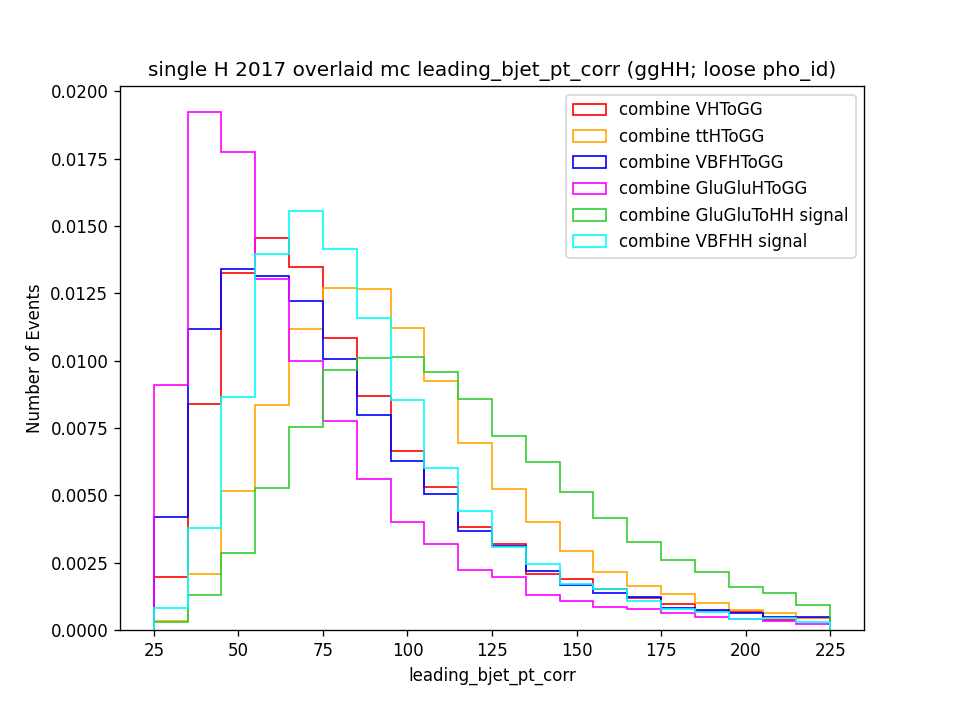 single H 2017 overlaid mc leading_bjet_pt_corr (ggHH; loose pho_id)
combine VHToGG
combine ttHToGG
combine VBFHToGG
combine GluGluHToGG
combine GluGluToHH signal
combine VBFHH signal
Number of Events
0.0200
0.0175
0.0150
0.0125
0.0100
0.0075
0.0050
0.0025
0.0000
25 50 75 100 125 150 175 200 225
leading_bjet_pt_corr